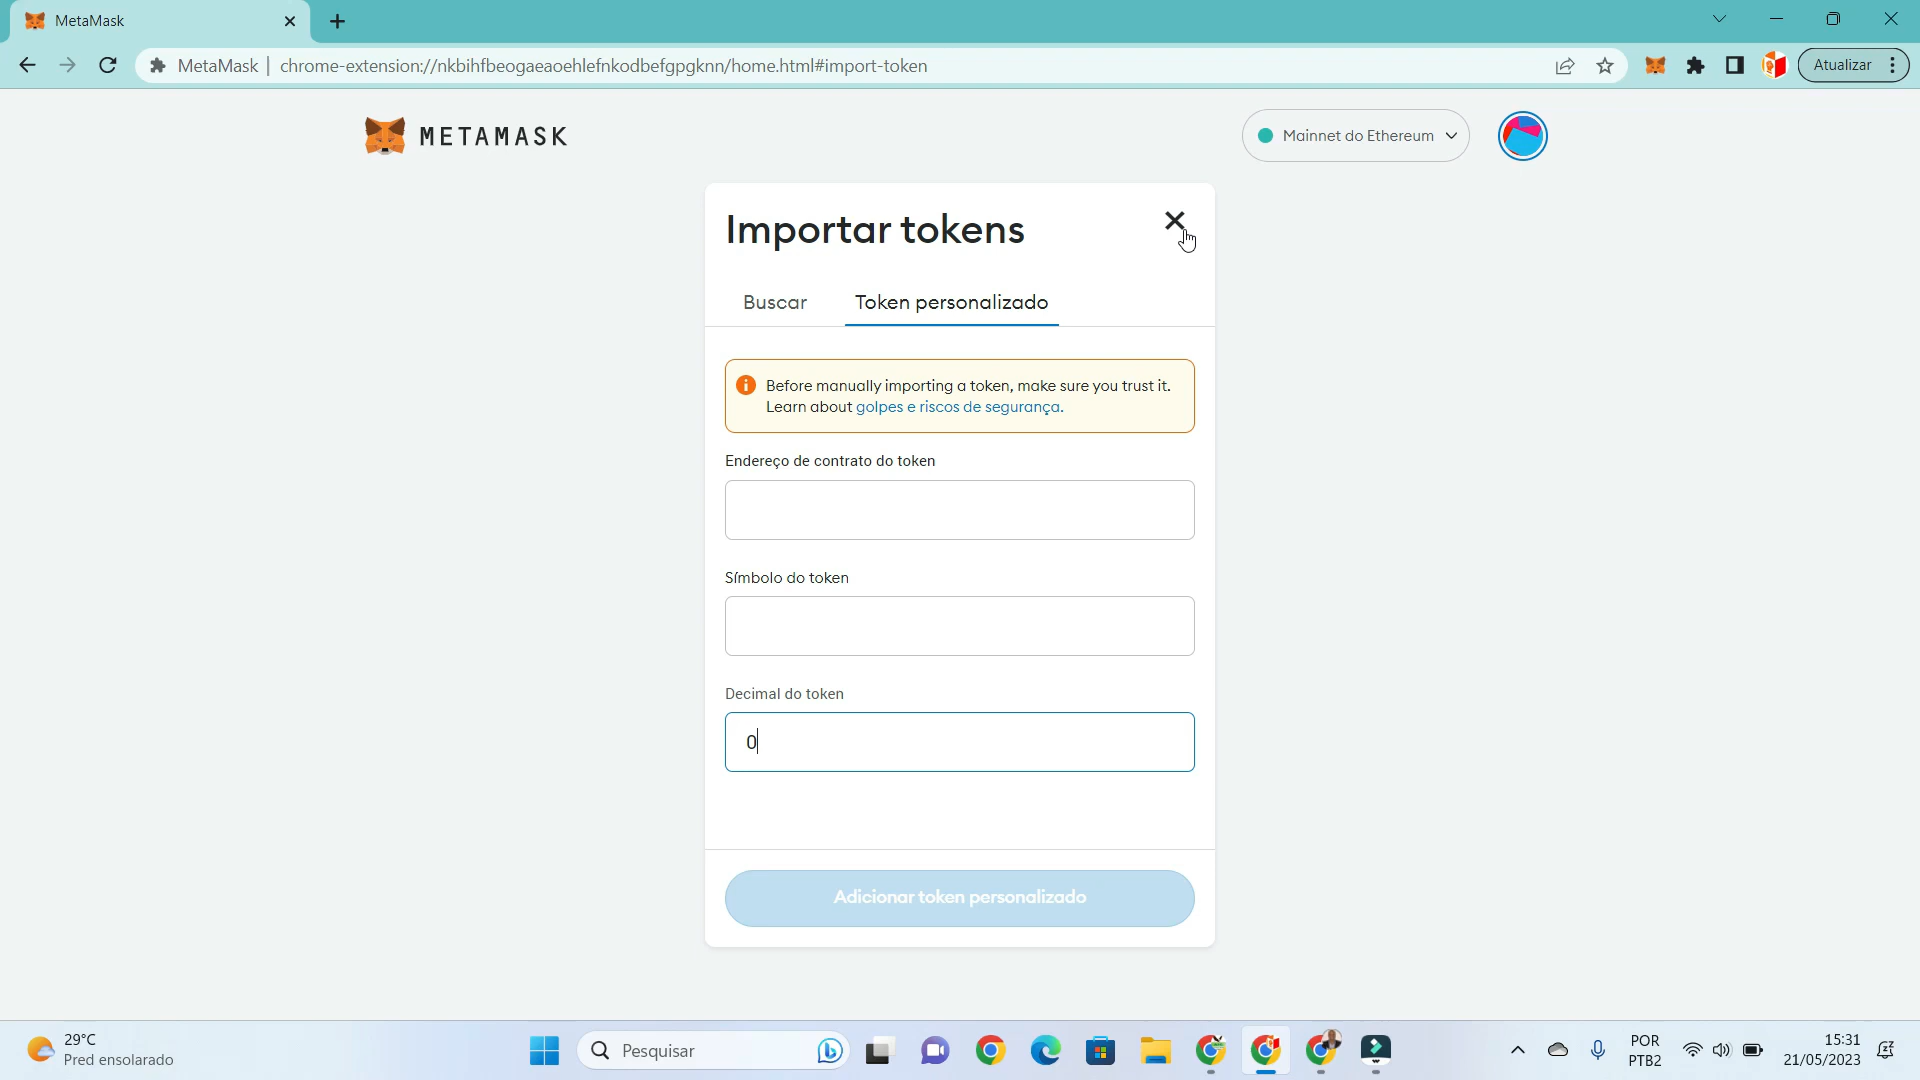 MetaMask
MetaMask | chrome-extension://nkbihfbeogaeaoehlefnkodbefgpgknn/home.html#import-token
Atualizar
METAMASK
Mainnet do Ethereum
Importar tokens
Buscar
Token personalizado
Before manually importing a token, make sure you trust it.
Learn about golpes e riscos de segurança.
Endereço de contrato do token
Símbolo do token
Decimal do token
0
Adicionar token personalizado
29°C
Pred ensolarado
Pesquisar
POR
PTB2
15:31
21/05/2023